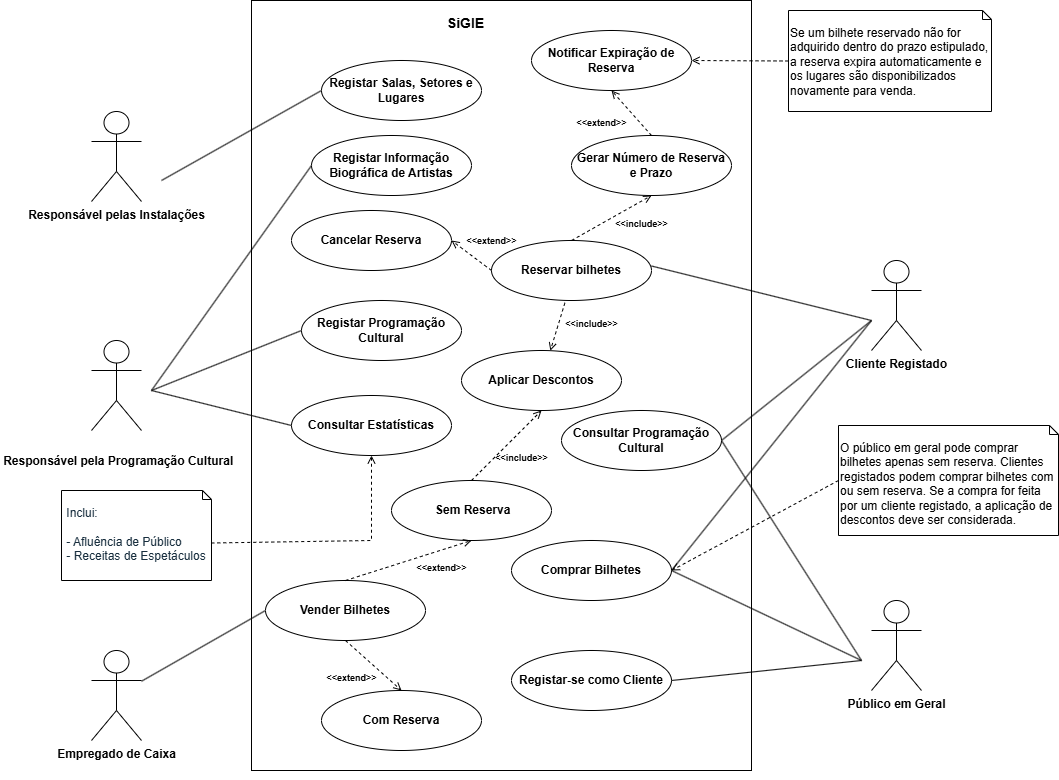 SiGIE
Notificar Expiração de
Reserva
Se um bilhete reservado não for
adquirido dentro do prazo estipulado,
a reserva expira automaticamente e
os lugares são disponibilizados
novamente para venda.
Registar Salas, Setores e
Lugares
<<extend>>
Registar Informação
Biográfica de Artistas
Gerar Número de Reserva
e Prazo
Responsável pelas Instalações
<<include>>
Cancelar Reserva
<<extend>>
Reservar bilhetes
Registar Programação
Cultural
<<include>>
Cliente Registado
Aplicar Descontos
Consultar Estatísticas
Consultar Programação
Cultural
<<include>>
Responsável pela Programação Cultural
O público em geral pode comprar
bilhetes apenas sem reserva. Clientes
registados podem comprar bilhetes com
ou sem reserva. Se a compra for feita
por um cliente registado, a aplicação de
descontos deve ser considerada.
Inclui:
- Afluência de Público
- Receitas de Espetáculos
Sem Reserva
<<extend>>
Comprar Bilhetes
Vender Bilhetes
<<extend>>
Registar-se como Cliente
Público em Geral
Com Reserva
Empregado de Caixa